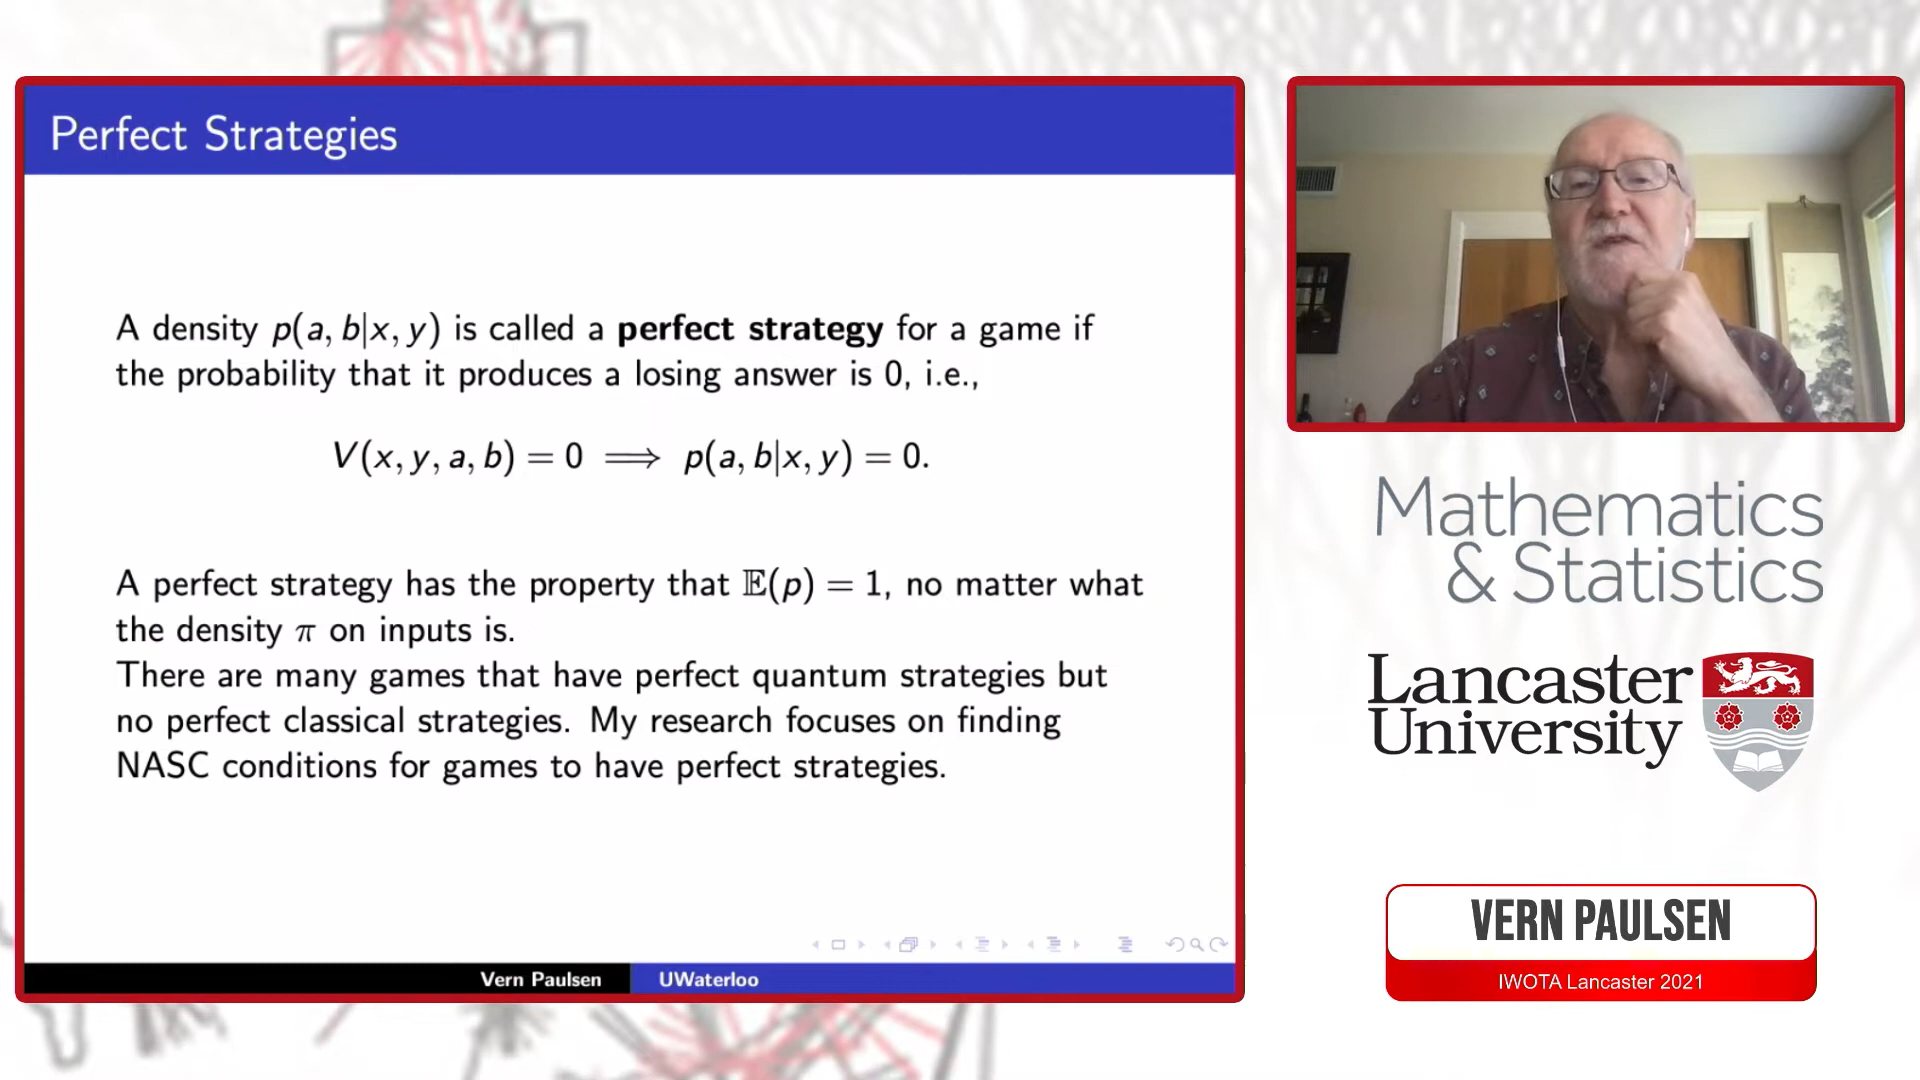 Perfect Strategies
A density p(a, b|x, y) is called a perfect strategy for a game if
the probability that it produces a losing answer is 0, i.e.,
V(x, y, a, b) = 0 ⟹ p(a, b|x, y) = 0.
A perfect strategy has the property that 𝔼(p) = 1, no matter what
the density π on inputs is.
There are many games that have perfect quantum strategies but
no perfect classical strategies. My research focuses on finding
NASC conditions for games to have perfect strategies.
Vern Paulsen UWaterloo
Mathematics
& Statistics
Lancaster
University
VERN PAULSEN
IWOTA Lancaster 2021